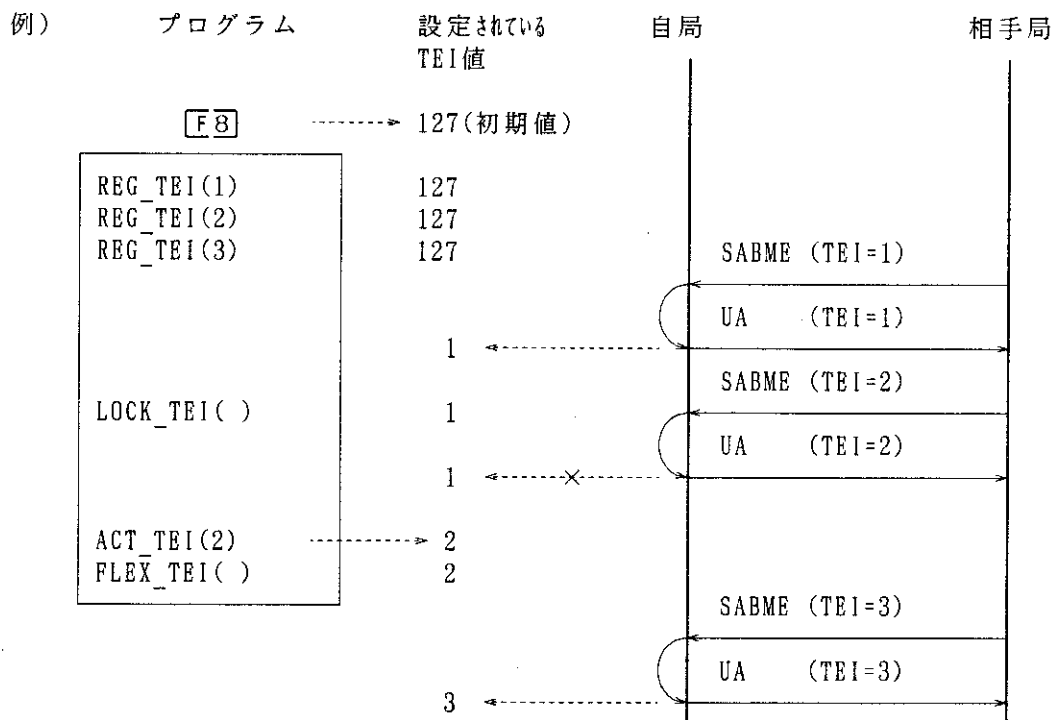 例) プログラム 設定されている 自局 相手局
TEI値
F8 127(初期値)
REG_TEI(1) 127
REG_TEI(2) 127
REG_TEI(3) 127
SABME (TEI=1)
UA (TEI=1)
1
SABME (TEI=2)
LOCK_TEI( ) 1
UA (TEI=2)
1
ACT_TEI(2) 2
FLEX_TEI( ) 2
SABME (TEI=3)
UA (TEI=3)
3